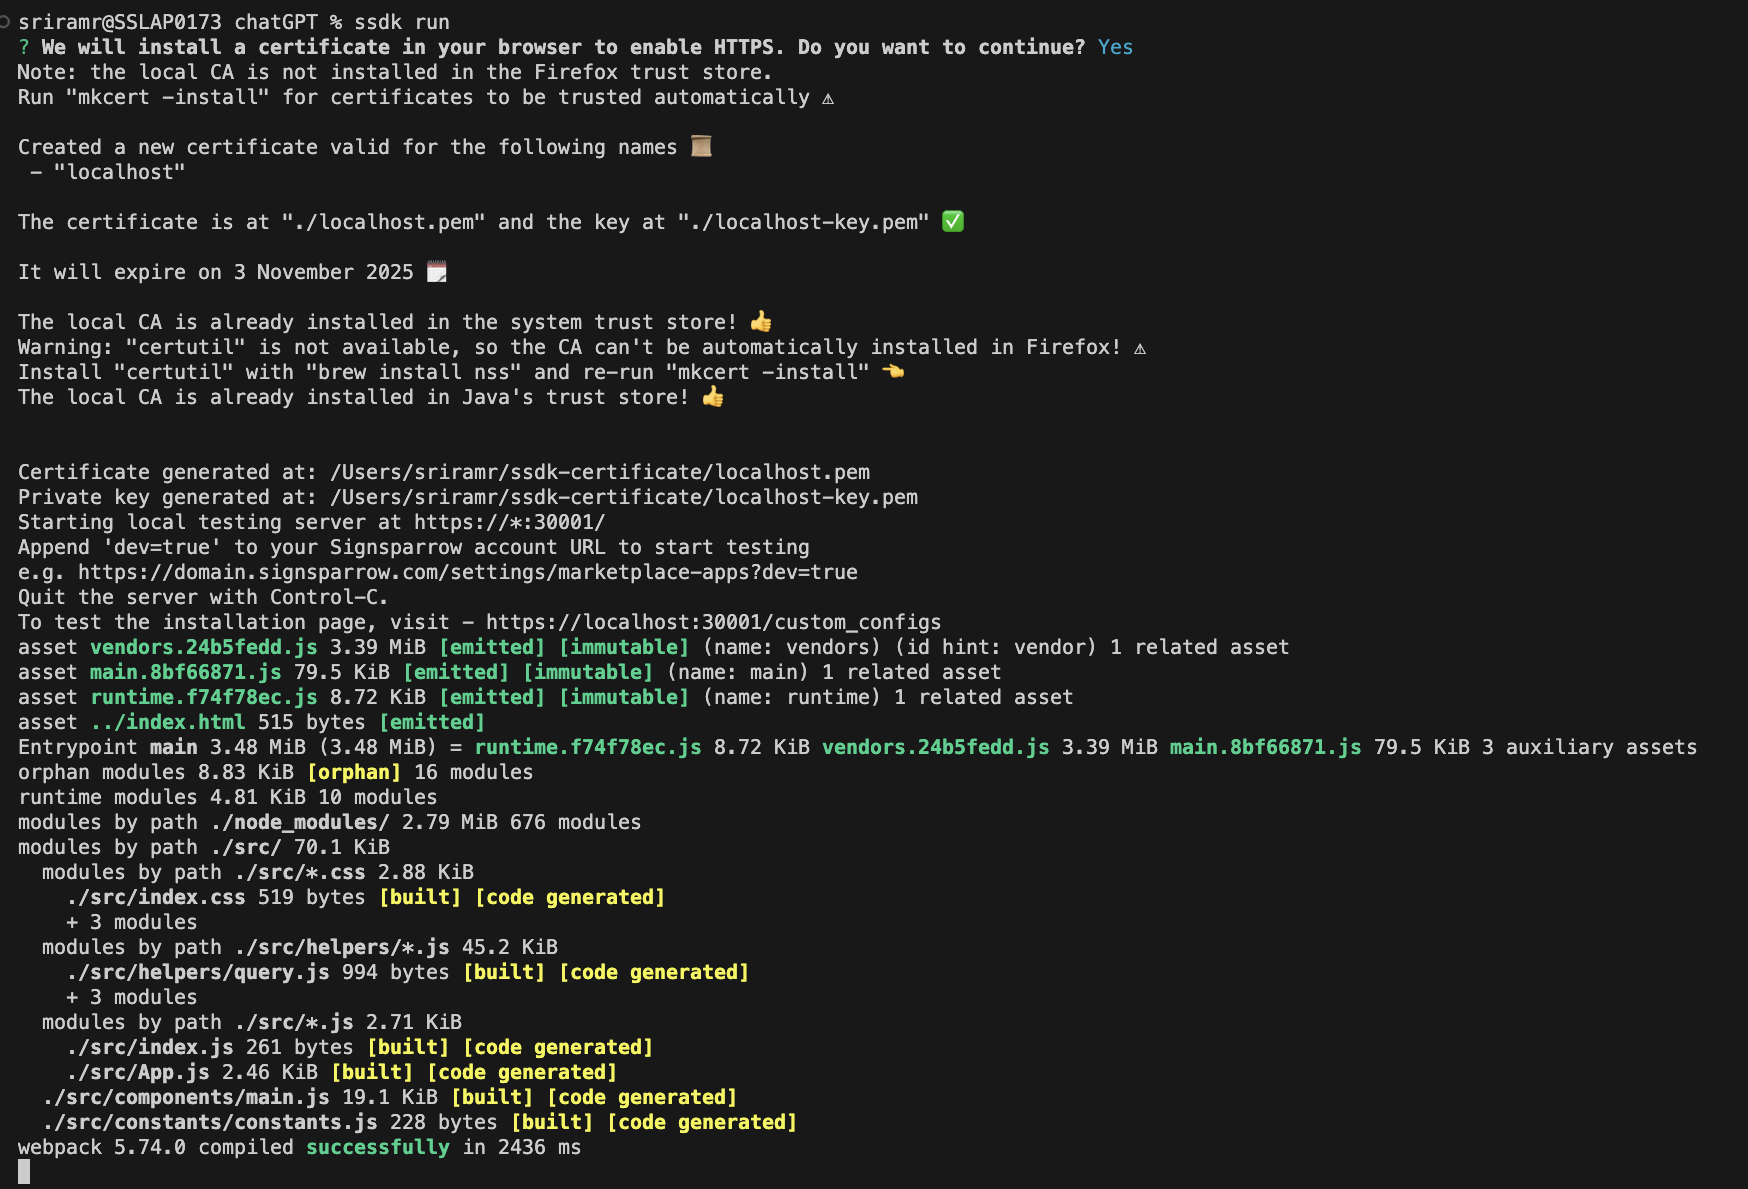 sriramr@SSLAP0173 chatGPT % ssdk run
? We will install a certificate in your browser to enable HTTPS. Do you want to continue? Yes
Note: the local CA is not installed in the Firefox trust store.
Run "mkcert -install" for certificates to be trusted automatically ⚠

Created a new certificate valid for the following names 📜
 - "localhost"

The certificate is at "./localhost.pem" and the key at "./localhost-key.pem" ✅

It will expire on 3 November 2025 🗓

The local CA is already installed in the system trust store! 👍
Warning: "certutil" is not available, so the CA can't be automatically installed in Firefox! ⚠
Install "certutil" with "brew install nss" and re-run "mkcert -install" 👈
The local CA is already installed in Java's trust store! 👍

Certificate generated at: /Users/sriramr/ssdk-certificate/localhost.pem
Private key generated at: /Users/sriramr/ssdk-certificate/localhost-key.pem
Starting local testing server at https://*:30001/
Append 'dev=true' to your Signsparrow account URL to start testing
e.g. https://domain.signsparrow.com/settings/marketplace-apps?dev=true
Quit the server with Control-C.
To test the installation page, visit - https://localhost:30001/custom_configs
asset vendors.24b5fedd.js 3.39 MiB [emitted] [immutable] (name: vendors) (id hint: vendor) 1 related asset
asset main.8bf66871.js 79.5 KiB [emitted] [immutable] (name: main) 1 related asset
asset runtime.f74f78ec.js 8.72 KiB [emitted] [immutable] (name: runtime) 1 related asset
asset ../index.html 515 bytes [emitted]
Entrypoint main 3.48 MiB (3.48 MiB) = runtime.f74f78ec.js 8.72 KiB vendors.24b5fedd.js 3.39 MiB main.8bf66871.js 79.5 KiB 3 auxiliary assets
orphan modules 8.83 KiB [orphan] 16 modules
runtime modules 4.81 KiB 10 modules
modules by path ./node_modules/ 2.79 MiB 676 modules
modules by path ./src/ 70.1 KiB
  modules by path ./src/*.css 2.88 KiB
    ./src/index.css 519 bytes [built] [code generated]
    + 3 modules
  modules by path ./src/helpers/*.js 45.2 KiB
    ./src/helpers/query.js 994 bytes [built] [code generated]
    + 3 modules
  modules by path ./src/*.js 2.71 KiB
    ./src/index.js 261 bytes [built] [code generated]
    ./src/App.js 2.46 KiB [built] [code generated]
  ./src/components/main.js 19.1 KiB [built] [code generated]
  ./src/constants/constants.js 228 bytes [built] [code generated]
webpack 5.74.0 compiled successfully in 2436 ms